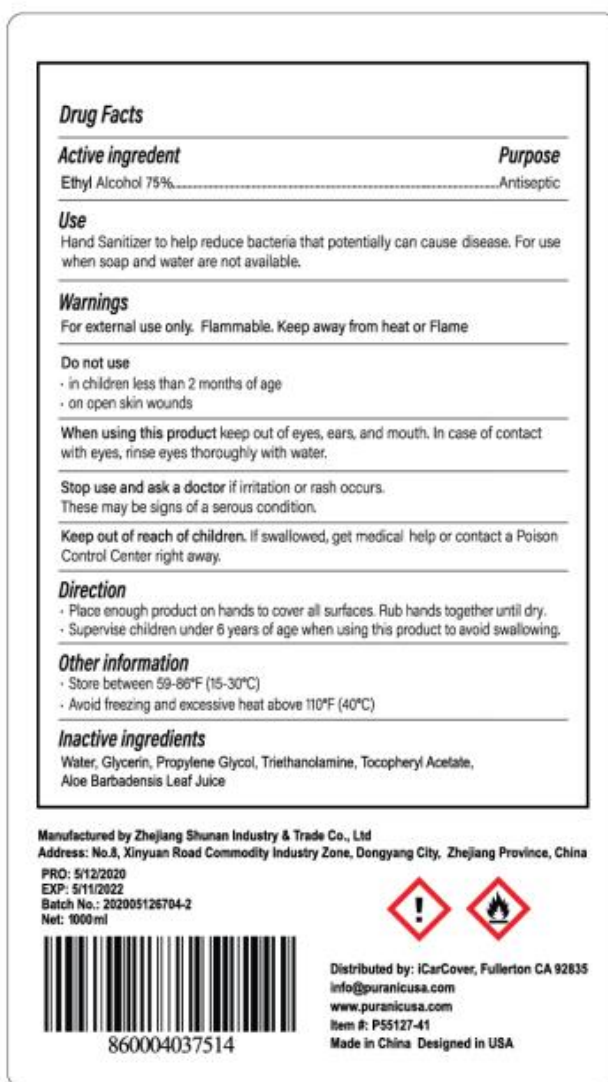 Drug Facts
Active ingredent Purpose
Ethyl Alcohol 75%........................................................................Antiseptic
Use
Hand Sanitizer to help reduce bacteria that potentially can cause disease. For use
when soap and water are not available.
Warnings
For external use only. Flammable. Keep away from heat or Flame
Do not use
· in children less than 2 months of age
· on open skin wounds
When using this product keep out of eyes, ears, and mouth. In case of contact
with eyes, rinse eyes thoroughly with water.
Stop use and ask a doctor if irritation or rash occurs.
These may be signs of a serous condition.
Keep out of reach of children. If swallowed, get medical help or contact a Poison
Control Center right away.
Direction
· Place enough product on hands to cover all surfaces. Rub hands together until dry.
· Supervise children under 6 years of age when using this product to avoid swallowing.
Other information
· Store between 59-86°F (15-30°C)
· Avoid freezing and excessive heat above 110°F (40°C)
Inactive ingredients
Water, Glycerin, Propylene Glycol, Triethanolamine, Tocopheryl Acetate,
Aloe Barbadensis Leaf Juice
Manufactured by Zhejiang Shunan Industry & Trade Co., Ltd
Address: No.8, Xinyuan Road Commodity Industry Zone, Dongyang City, Zhejiang Province, China
PRO: 5/12/2020
EXP: 5/11/2022
Batch No.: 202005126704-2
Net: 1000ml
860004037514
Distributed by: iCarCover, Fullerton CA 92835
info@puranicusa.com
www.puranicusa.com
Item #: P55127-41
Made in China Designed in USA